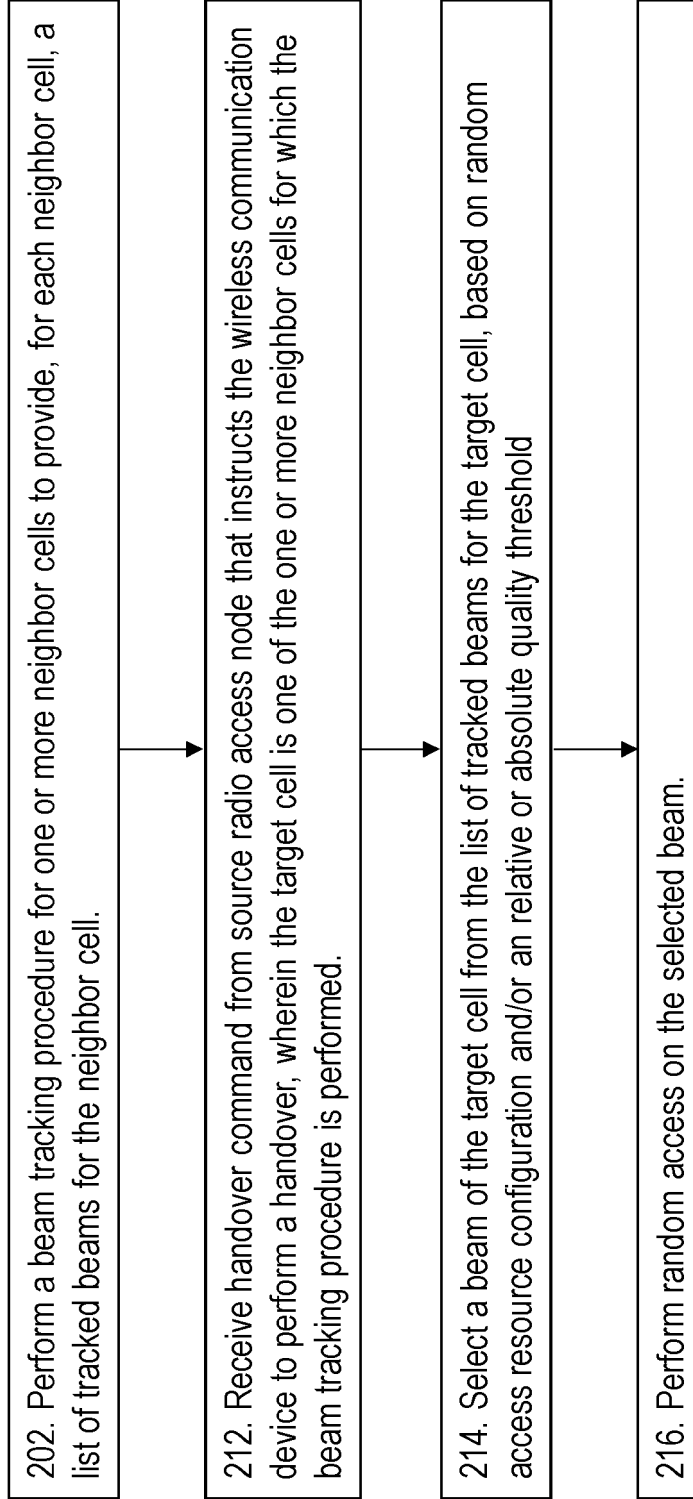 202. Perform a beam tracking procedure for one or more neighbor cells to provide, for each neighbor cell, a
list of tracked beams for the neighbor cell.
212. Receive handover command from source radio access node that instructs the wireless communication
device to perform a handover, wherein the target cell is one of the one or more neighbor cells for which the
beam tracking procedure is performed.
214. Select a beam of the target cell from the list of tracked beams for the target cell, based on random
access resource configuration and/or an relative or absolute quality threshold
216. Perform random access on the selected beam.